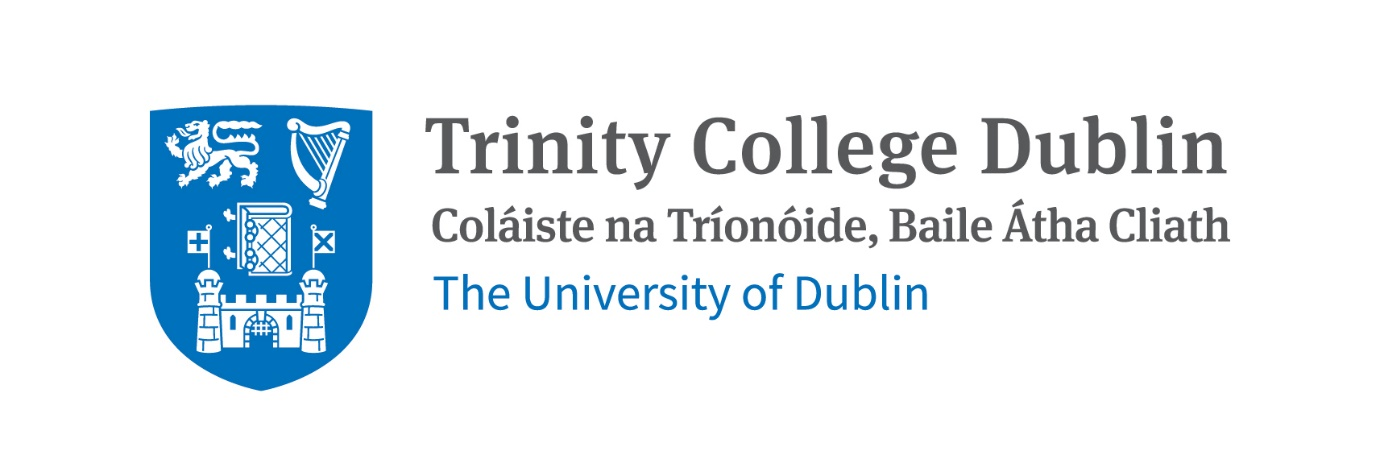 Trinity College Dublin
Coláiste na Tríonóide, Baile Átha Cliath
The University of Dublin